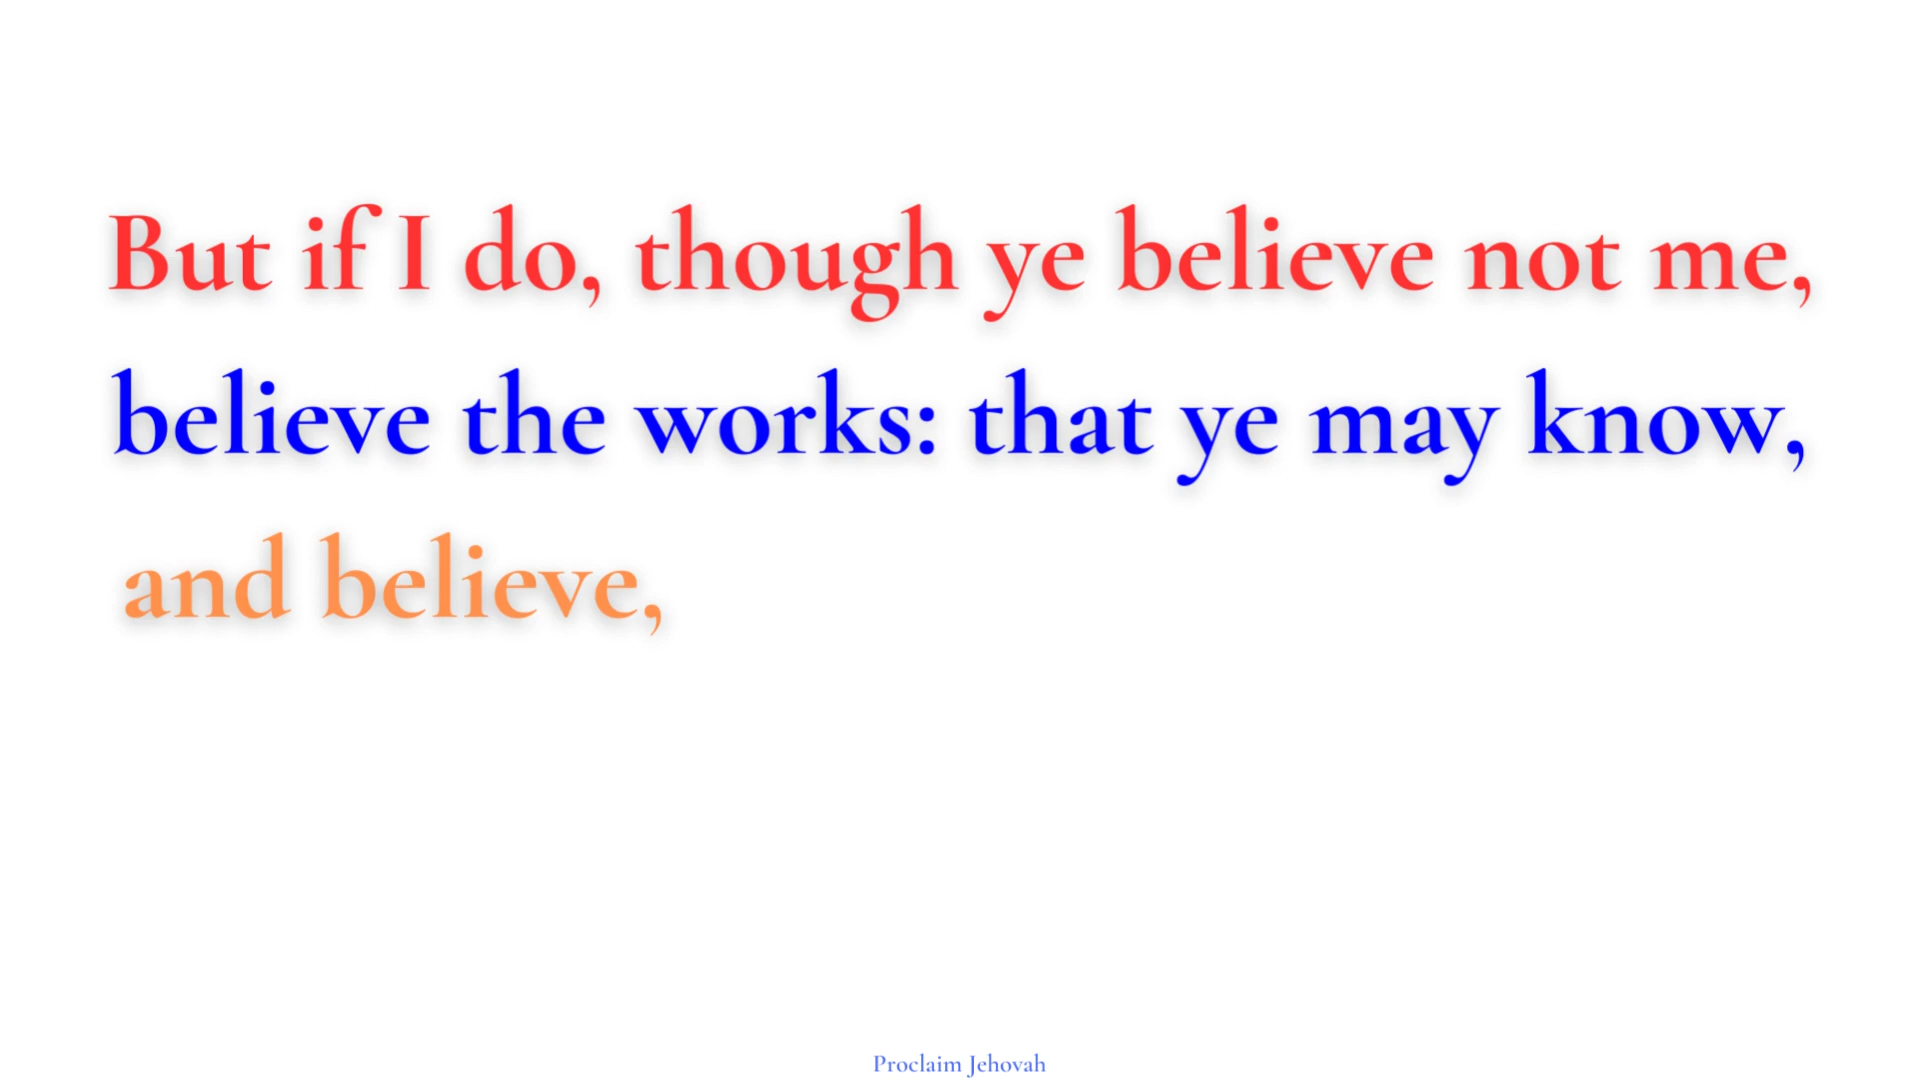 But if I do, though ye believe not me,
believe the works: that ye may know,
and believe,
Proclaim Jehovah